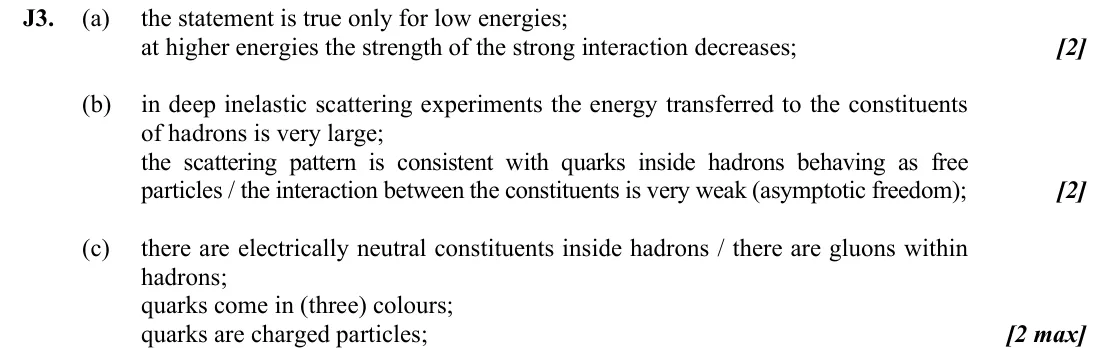 J3. (a) the statement is true only for low energies;
at higher energies the strength of the strong interaction decreases; [2]
(b) in deep inelastic scattering experiments the energy transferred to the constituents
of hadrons is very large;
the scattering pattern is consistent with quarks inside hadrons behaving as free
particles / the interaction between the constituents is very weak (asymptotic freedom); [2]
(c) there are electrically neutral constituents inside hadrons / there are gluons within
hadrons;
quarks come in (three) colours;
quarks are charged particles; [2 max]